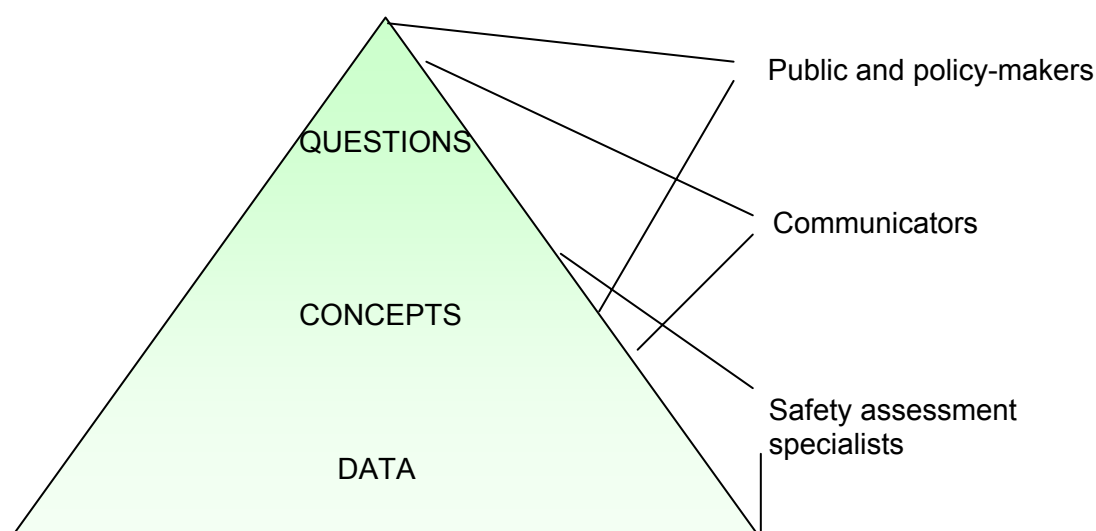 Public and policy-makers
QUESTIONS
Communicators
CONCEPTS
Safety assessment
specialists
DATA